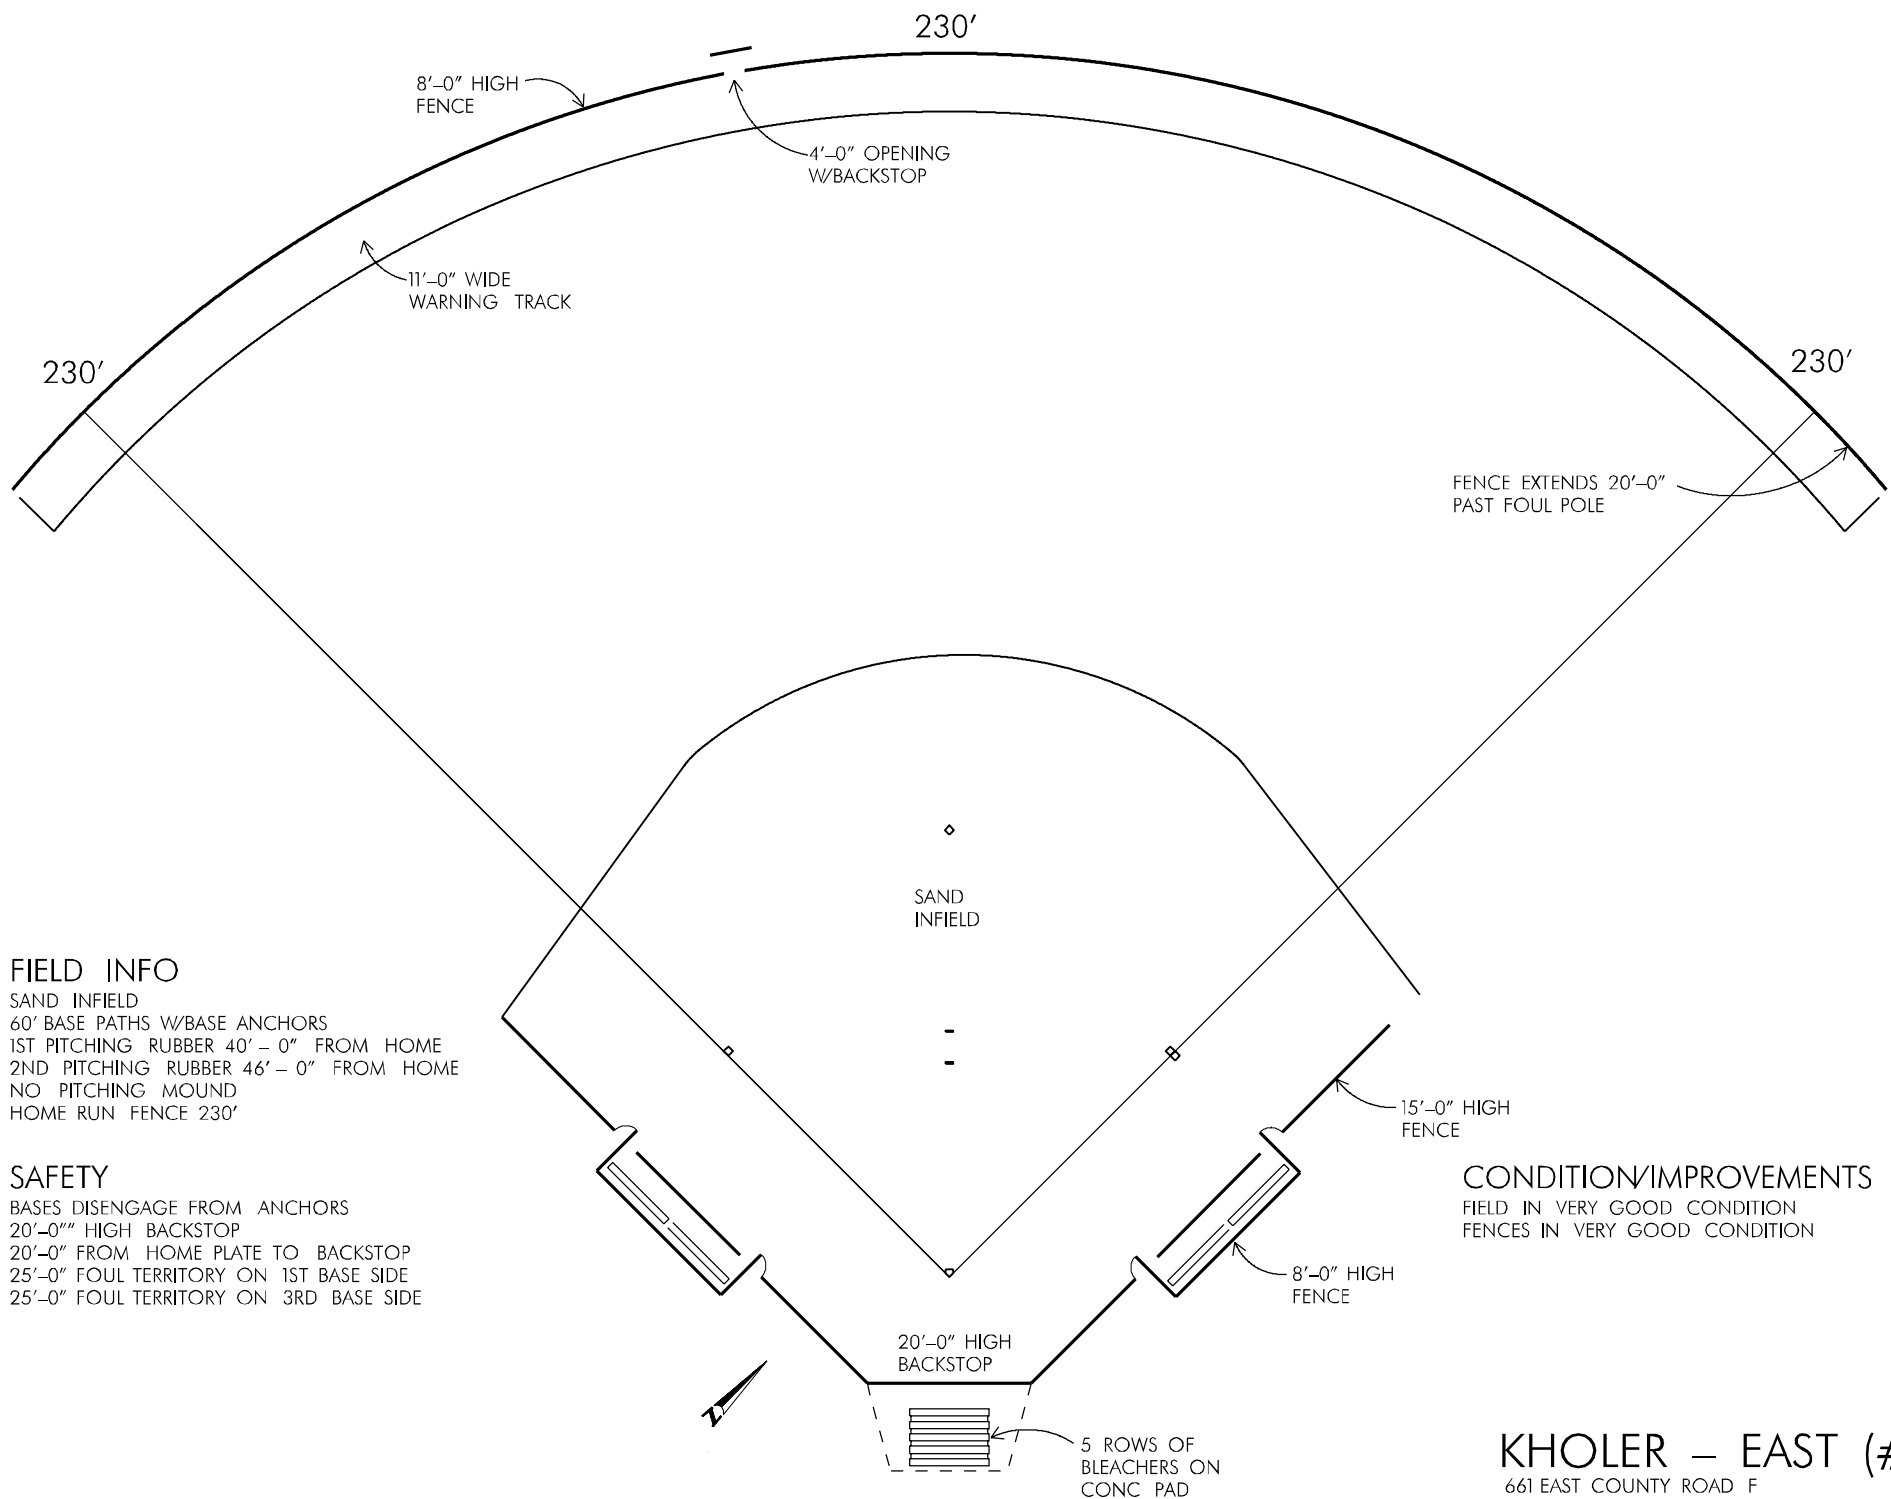 230'
8'–0" HIGH
FENCE
4'–0" OPENING
W/BACKSTOP
11'–0" WIDE
WARNING TRACK
230'
230'
FENCE EXTENDS 20'–0"
PAST FOUL POLE
SAND
INFIELD
FIELD INFO
SAND INFIELD
60' BASE PATHS W/BASE ANCHORS
1ST PITCHING RUBBER 40' – 0" FROM HOME
2ND PITCHING RUBBER 46' – 0" FROM HOME
NO PITCHING MOUND
HOME RUN FENCE 230'
15'–0" HIGH
FENCE
SAFETY
BASES DISENGAGE FROM ANCHORS
20'–0"" HIGH BACKSTOP
20'–0" FROM HOME PLATE TO BACKSTOP
25'–0" FOUL TERRITORY ON 1ST BASE SIDE
25'–0" FOUL TERRITORY ON 3RD BASE SIDE
CONDITION/IMPROVEMENTS
FIELD IN VERY GOOD CONDITION
FENCES IN VERY GOOD CONDITION
8'–0" HIGH
FENCE
20'–0" HIGH
BACKSTOP
N
5 ROWS OF
BLEACHERS ON
CONC PAD
KHOLER – EAST (#
661 EAST COUNTY ROAD F